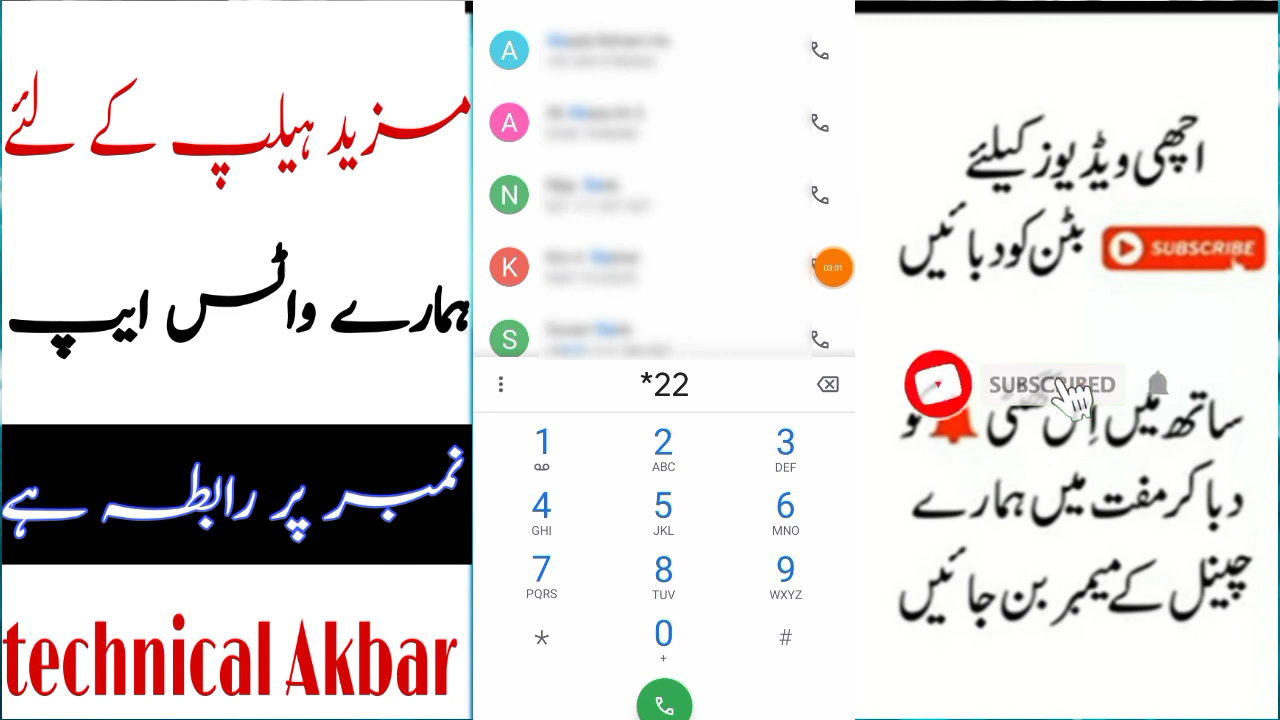 مزید ہیلپ کے لئے
ہمارے واٹس ایپ
نمبر پر رابطہ ہے
technical Akbar
A
A
N
K
03:01
S
*22
1
2
ABC
3
DEF
4
GHI
5
JKL
6
MNO
7
PQRS
8
TUV
9
WXYZ
*
0
+
#
اچھی ویڈیوز کیلئے
SUBSCRIBE بٹن کو دبائیں
SUBSCRIBED
ساتھ میں اِس
دبا کر مفت میں ہمارے
چینل کے میمبر بن جائیں